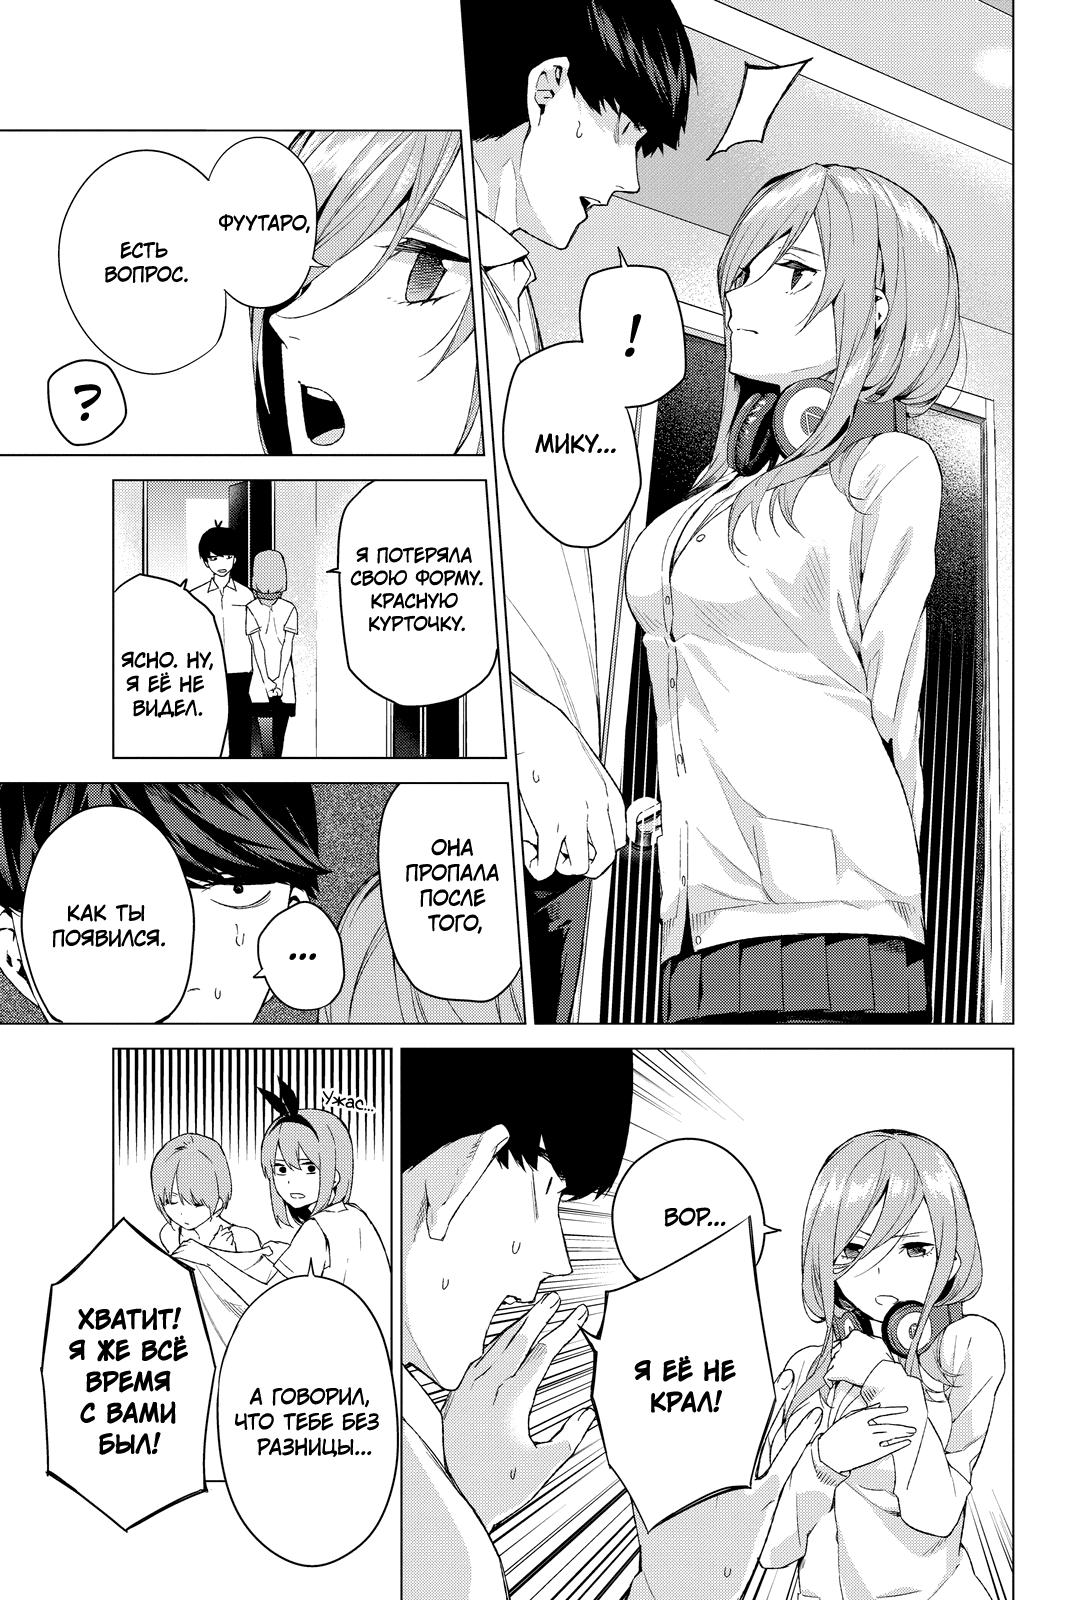 !
МИКУ...
ФУУТАРО,
ЕСТЬ
ВОПРОС.
?
Я ПОТЕРЯЛА
СВОЮ ФОРМУ.
КРАСНУЮ
КУРТОЧКУ.
ЯСНО. НУ,
Я ЕЁ НЕ
ВИДЕЛ.
ОНА
ПРОПАЛА
ПОСЛЕ
ТОГО,
...
КАК ТЫ
ПОЯВИЛСЯ.
ВОР...
Я ЕЁ НЕ
КРАЛ!
Ужас...
А ГОВОРИЛ,
ЧТО ТЕБЕ БЕЗ
РАЗНИЦЫ...
ХВАТИТ!
Я ЖЕ ВСЁ
ВРЕМЯ
С ВАМИ
БЫЛ!